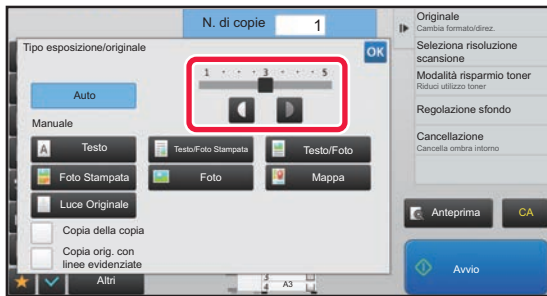 N. di copie 1
Tipo esposizione/originale
OK
1 · · · 3 · · · 5
Auto
Manuale
A Testo
Testo/Foto Stampata
Testo/Foto
Foto Stampata
Foto
Mappa
Luce Originale
Copia della copia
Copia orig. con
linee evidenziate
Altri
3
4
A3
Originale
Cambia formato/direz.
Seleziona risoluzione
scansione
Modalità risparmio toner
Riduci utilizzo toner
Regolazione sfondo
Cancellazione
Cancella ombra intorno
Anteprima
CA
Avvio